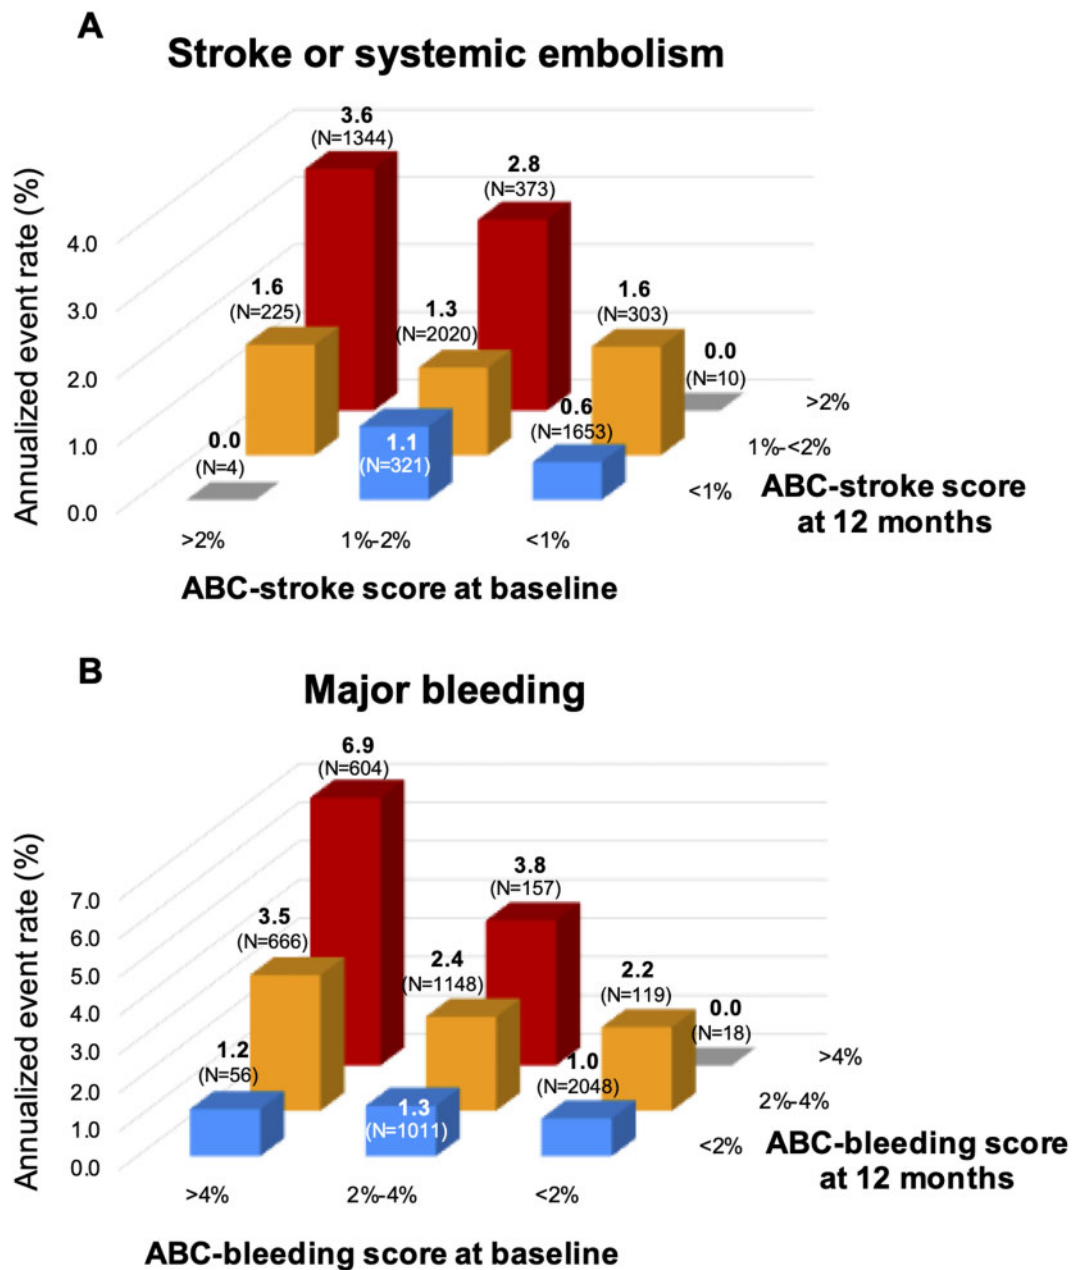 A
Stroke or systemic embolism
Annualized event rate (%)
4.0
3.0
2.0
1.0
0.0
3.6
(N=1344)
2.8
(N=373)
0.0
(N=10)
1.6
(N=225)
1.3
(N=2020)
1.6
(N=303)
0.0
(N=4)
1.1
(N=321)
0.6
(N=1653)
>2%
1%-<2%
<1%
ABC-stroke score
at 12 months
>2%
1%-2%
<1%
ABC-stroke score at baseline
B
Major bleeding
Annualized event rate (%)
7.0
6.0
5.0
4.0
3.0
2.0
1.0
0.0
6.9
(N=604)
3.8
(N=157)
0.0
(N=18)
3.5
(N=666)
2.4
(N=1148)
2.2
(N=119)
1.2
(N=56)
1.3
(N=1011)
1.0
(N=2048)
>4%
2%-4%
<2%
ABC-bleeding score
at 12 months
>4%
2%-4%
<2%
ABC-bleeding score at baseline